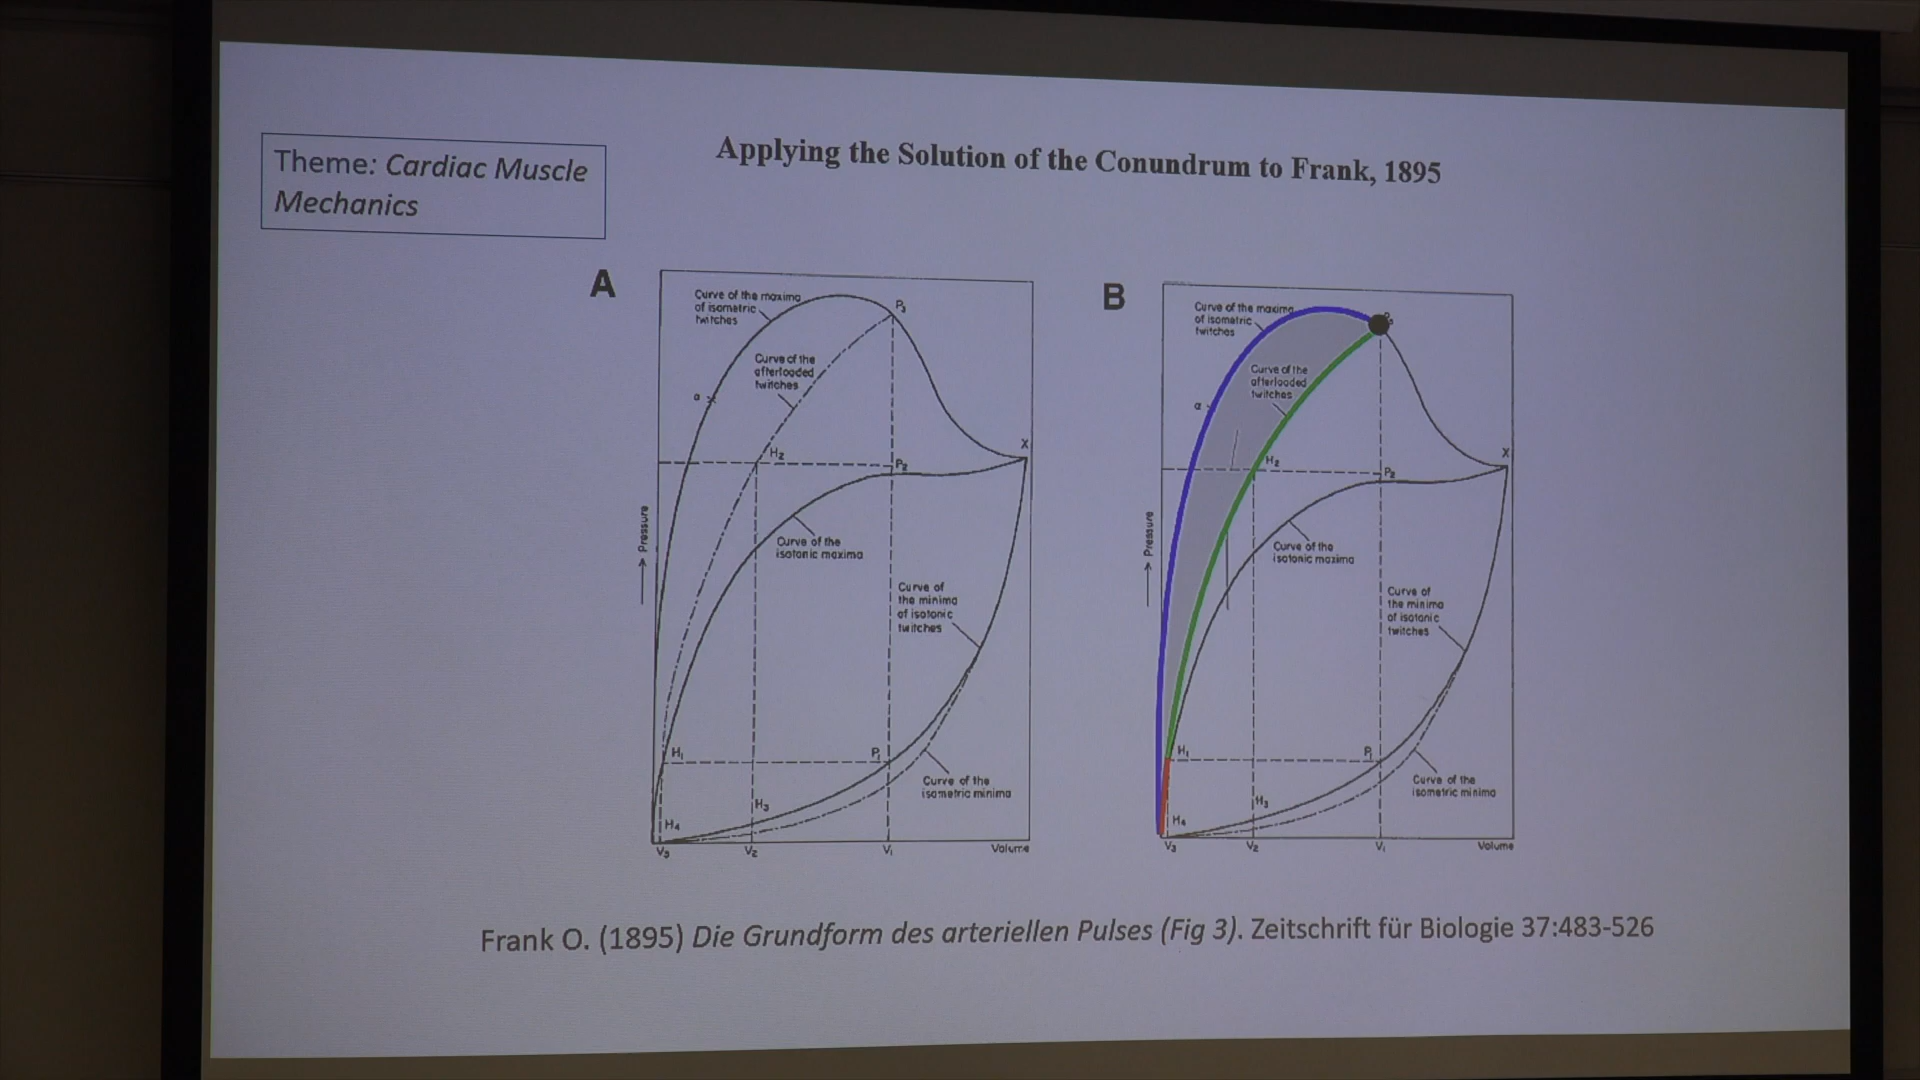 Theme: Cardiac Muscle
Mechanics
Applying the Solution of the Conundrum to Frank, 1895
A
Curve of the maxima
of isometric
twitches
P₃
Curve of the
afterloaded
twitches
a
H₂
P₂
X
Pressure
Curve of the
isotonic maxima
Curve of
the minima
of isotonic
twitches
H₁
P₁
H₃
Curve of the
isometric minima
H₄
V₃
V₂
V₁
Volume
B
Curve of the maxima
of isometric
twitches
Curve of the
afterloaded
twitches
a
H₂
P₂
X
Pressure
Curve of the
isotonic maxima
Curve of
the minima
of isotonic
twitches
H₁
P₁
H₃
Curve of the
isometric minima
H₄
V₃
V₂
V₁
Volume
Frank O. (1895) Die Grundform des arteriellen Pulses (Fig 3). Zeitschrift für Biologie 37:483-526